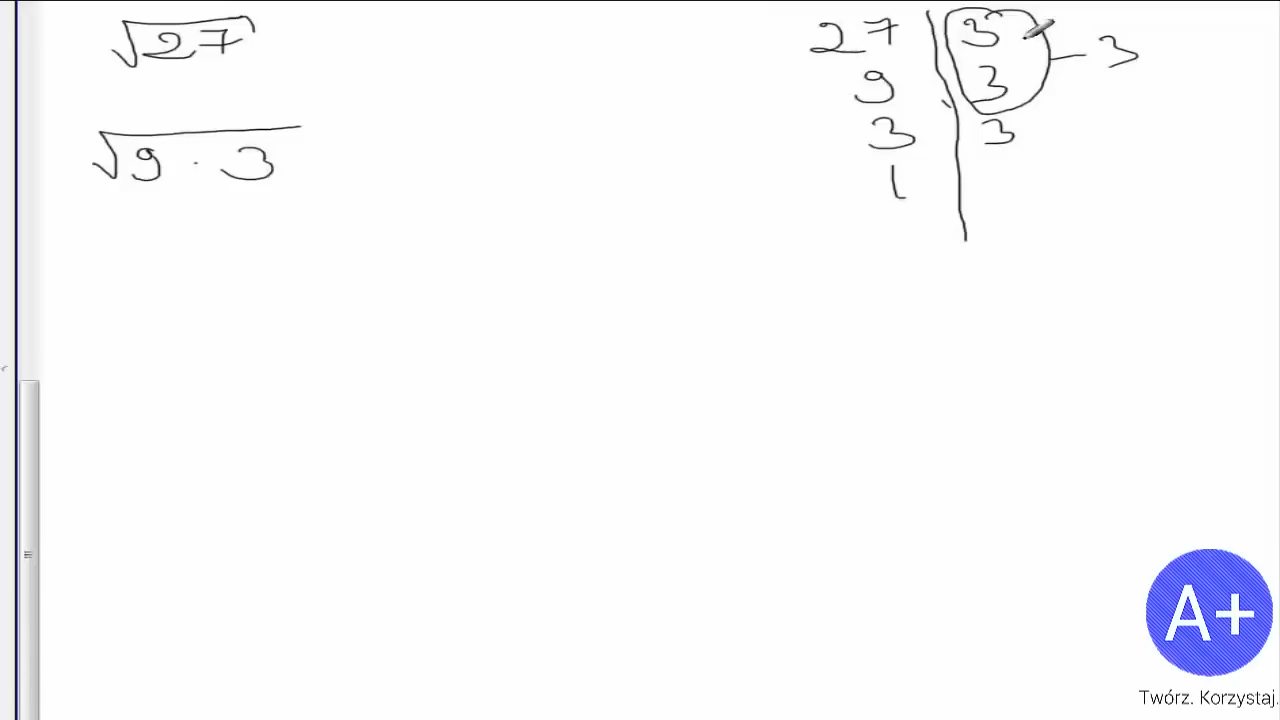 √27
√9 · 3
27 | 3
9 | 3 — 3
3 | 3
1 |
A+
Twórz. Korzystaj.